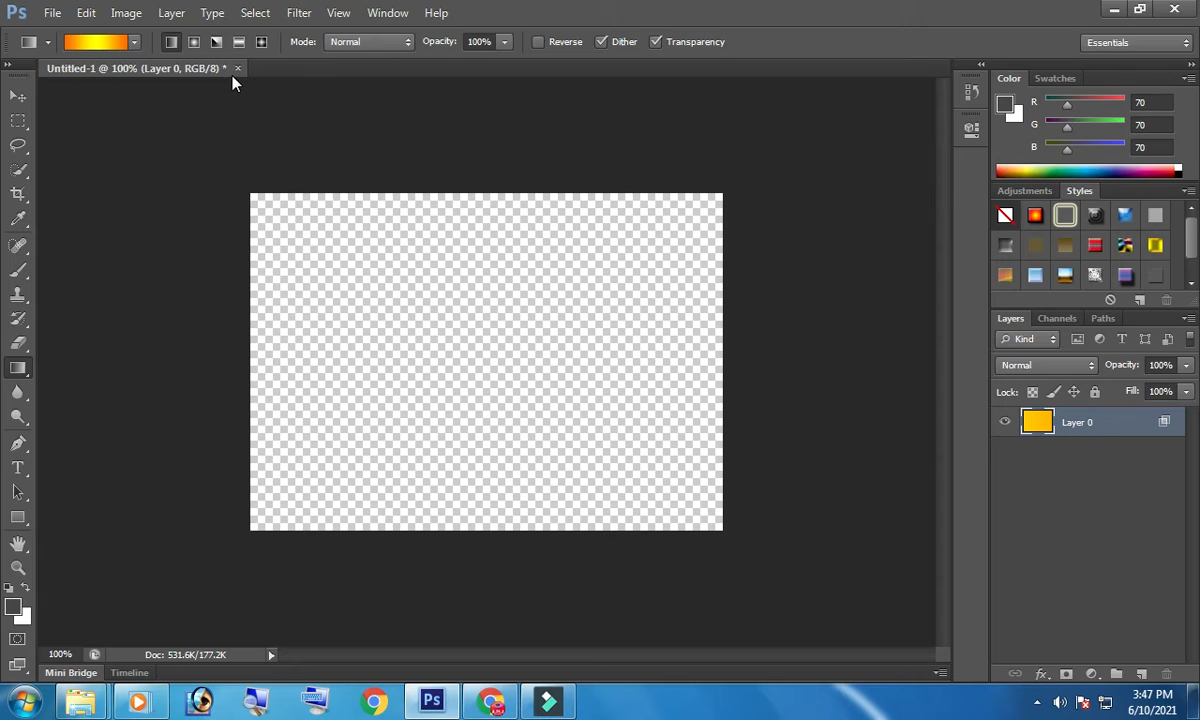 Ps File Edit Image Layer Type Select Filter View Window Help
Mode: Normal Opacity: 100% Reverse Dither Transparency Essentials
Untitled-1 @ 100% (Layer 0, RGB/8) * ×
Color Swatches
R 70
G 70
B 70
Adjustments Styles
Layers Channels Paths
Kind
Normal Opacity: 100%
Lock: Fill: 100%
Layer 0
T
fx
100% Doc: 531.6K/177.2K
Mini Bridge Timeline
Ps
3:47 PM
6/10/2021